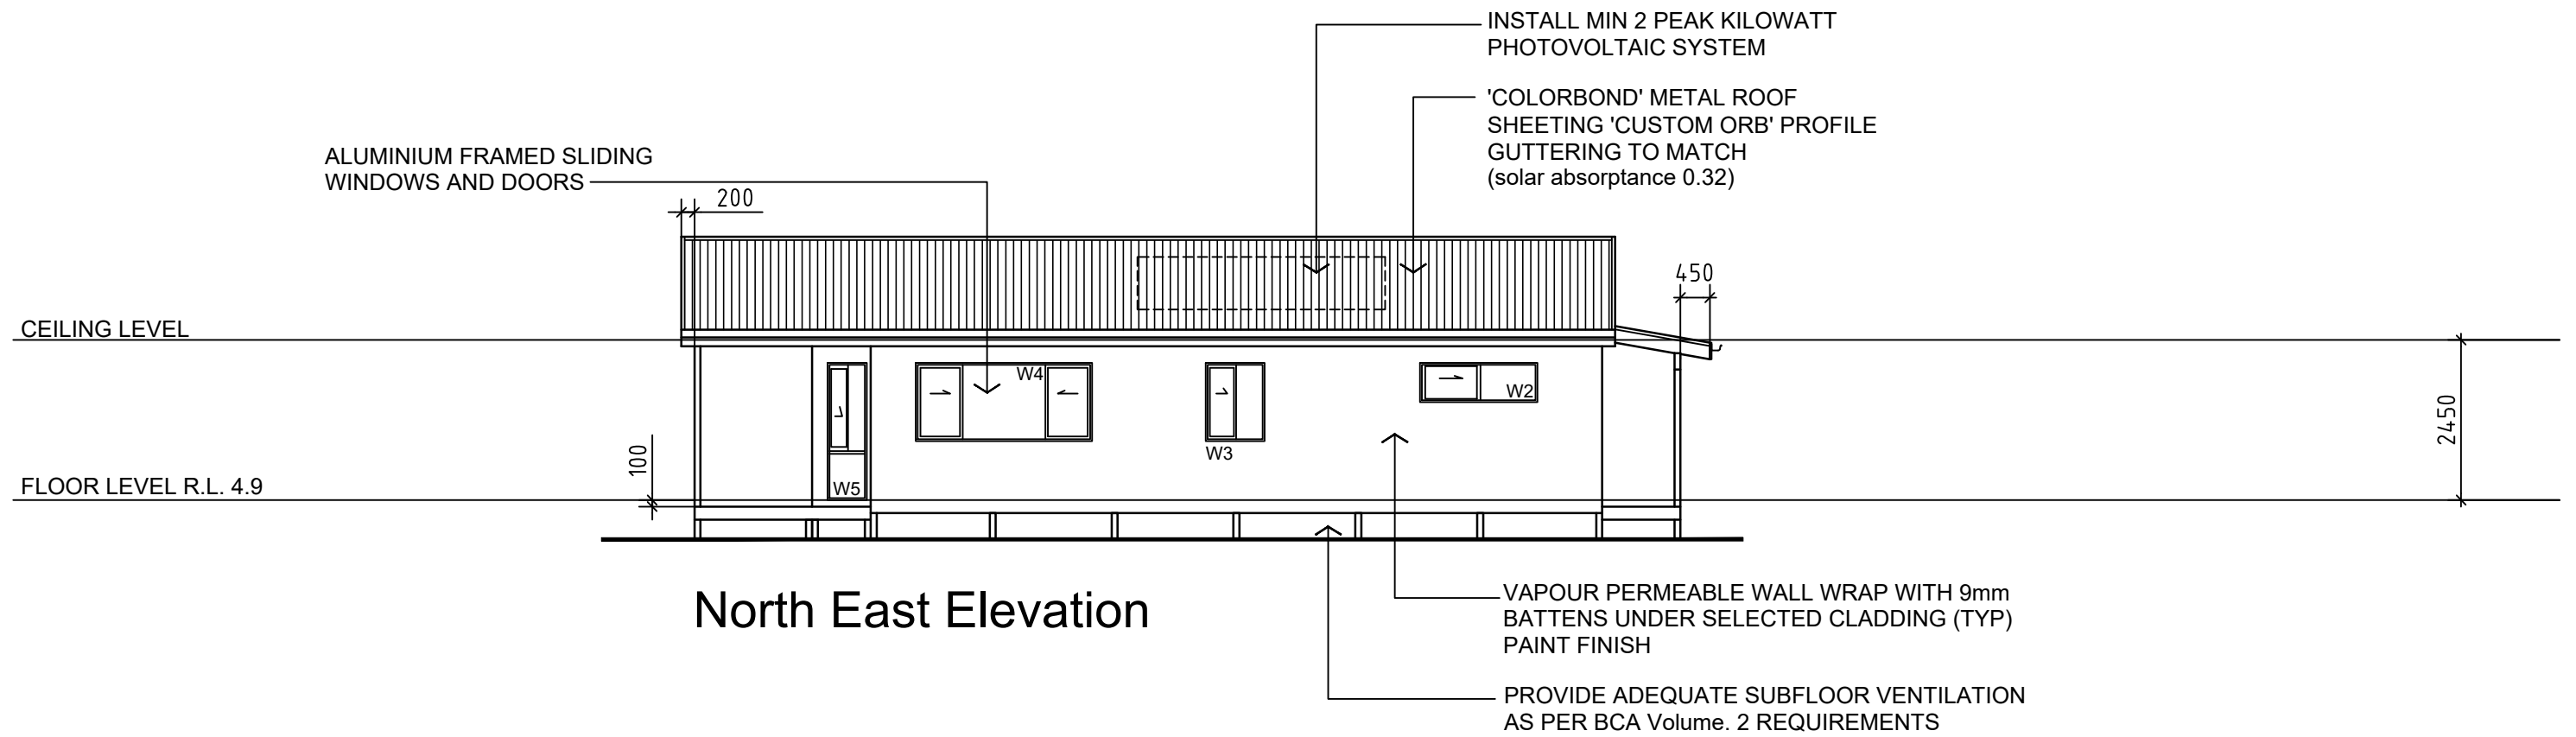 INSTALL MIN 2 PEAK KILOWATT
PHOTOVOLTAIC SYSTEM
'COLORBOND' METAL ROOF
SHEETING 'CUSTOM ORB' PROFILE
GUTTERING TO MATCH
(solar absorptance 0.32)
ALUMINIUM FRAMED SLIDING
WINDOWS AND DOORS
200
450
CEILING LEVEL
W4
W2
2450
100
W3
FLOOR LEVEL R.L. 4.9
W5
North East Elevation
VAPOUR PERMEABLE WALL WRAP WITH 9mm
BATTENS UNDER SELECTED CLADDING (TYP)
PAINT FINISH
PROVIDE ADEQUATE SUBFLOOR VENTILATION
AS PER BCA Volume. 2 REQUIREMENTS